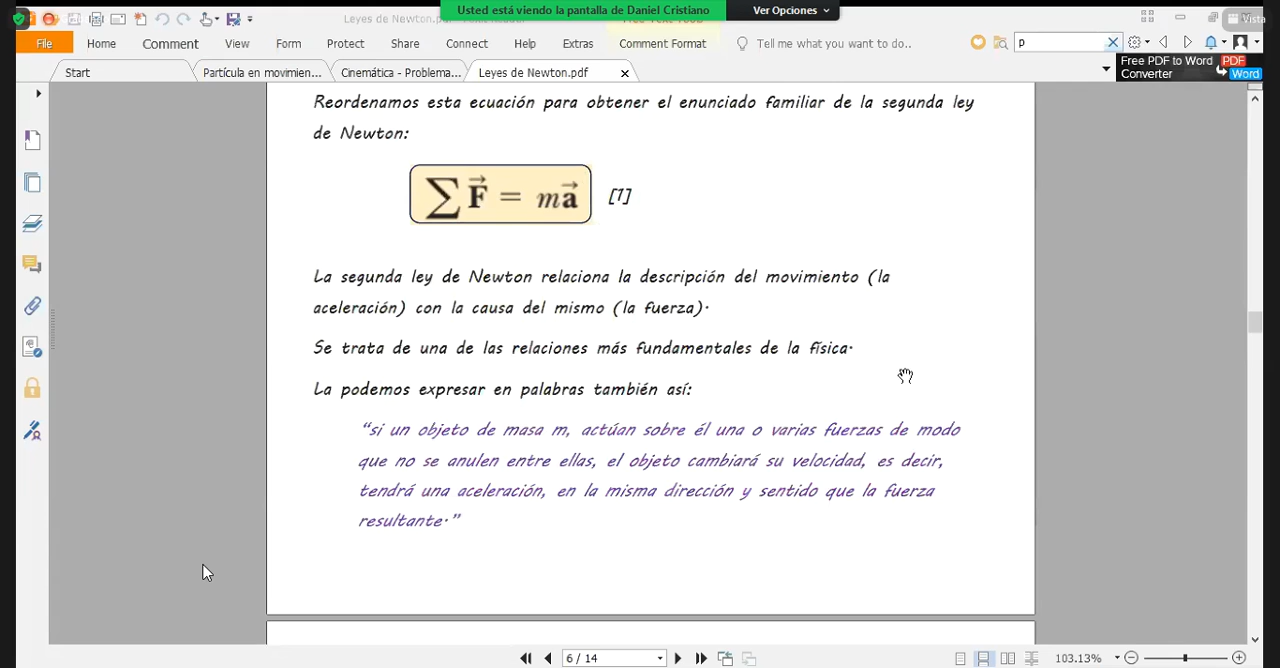 Usted está viendo la pantalla de Daniel Cristiano
Ver Opciones
Leyes de Newton.pdf
Vista
File Home Comment View Form Protect Share Connect Help Extras Comment Format Tell me what you want to do.. p
Free PDF to Word Converter
PDF
Word
Start Partícula en movimien... Cinemática - Problema... Leyes de Newton.pdf
Reordenamos esta ecuación para obtener el enunciado familiar de la segunda ley
de Newton:
∑ F⃗ = ma⃗ [1]
La segunda ley de Newton relaciona la descripción del movimiento (la
aceleración) con la causa del mismo (la fuerza).
Se trata de una de las relaciones más fundamentales de la física.
La podemos expresar en palabras también así:
“si un objeto de masa m, actúan sobre él una o varias fuerzas de modo
que no se anulen entre ellas, el objeto cambiará su velocidad, es decir,
tendrá una aceleración, en la misma dirección y sentido que la fuerza
resultante.”
6 / 14
103.13%